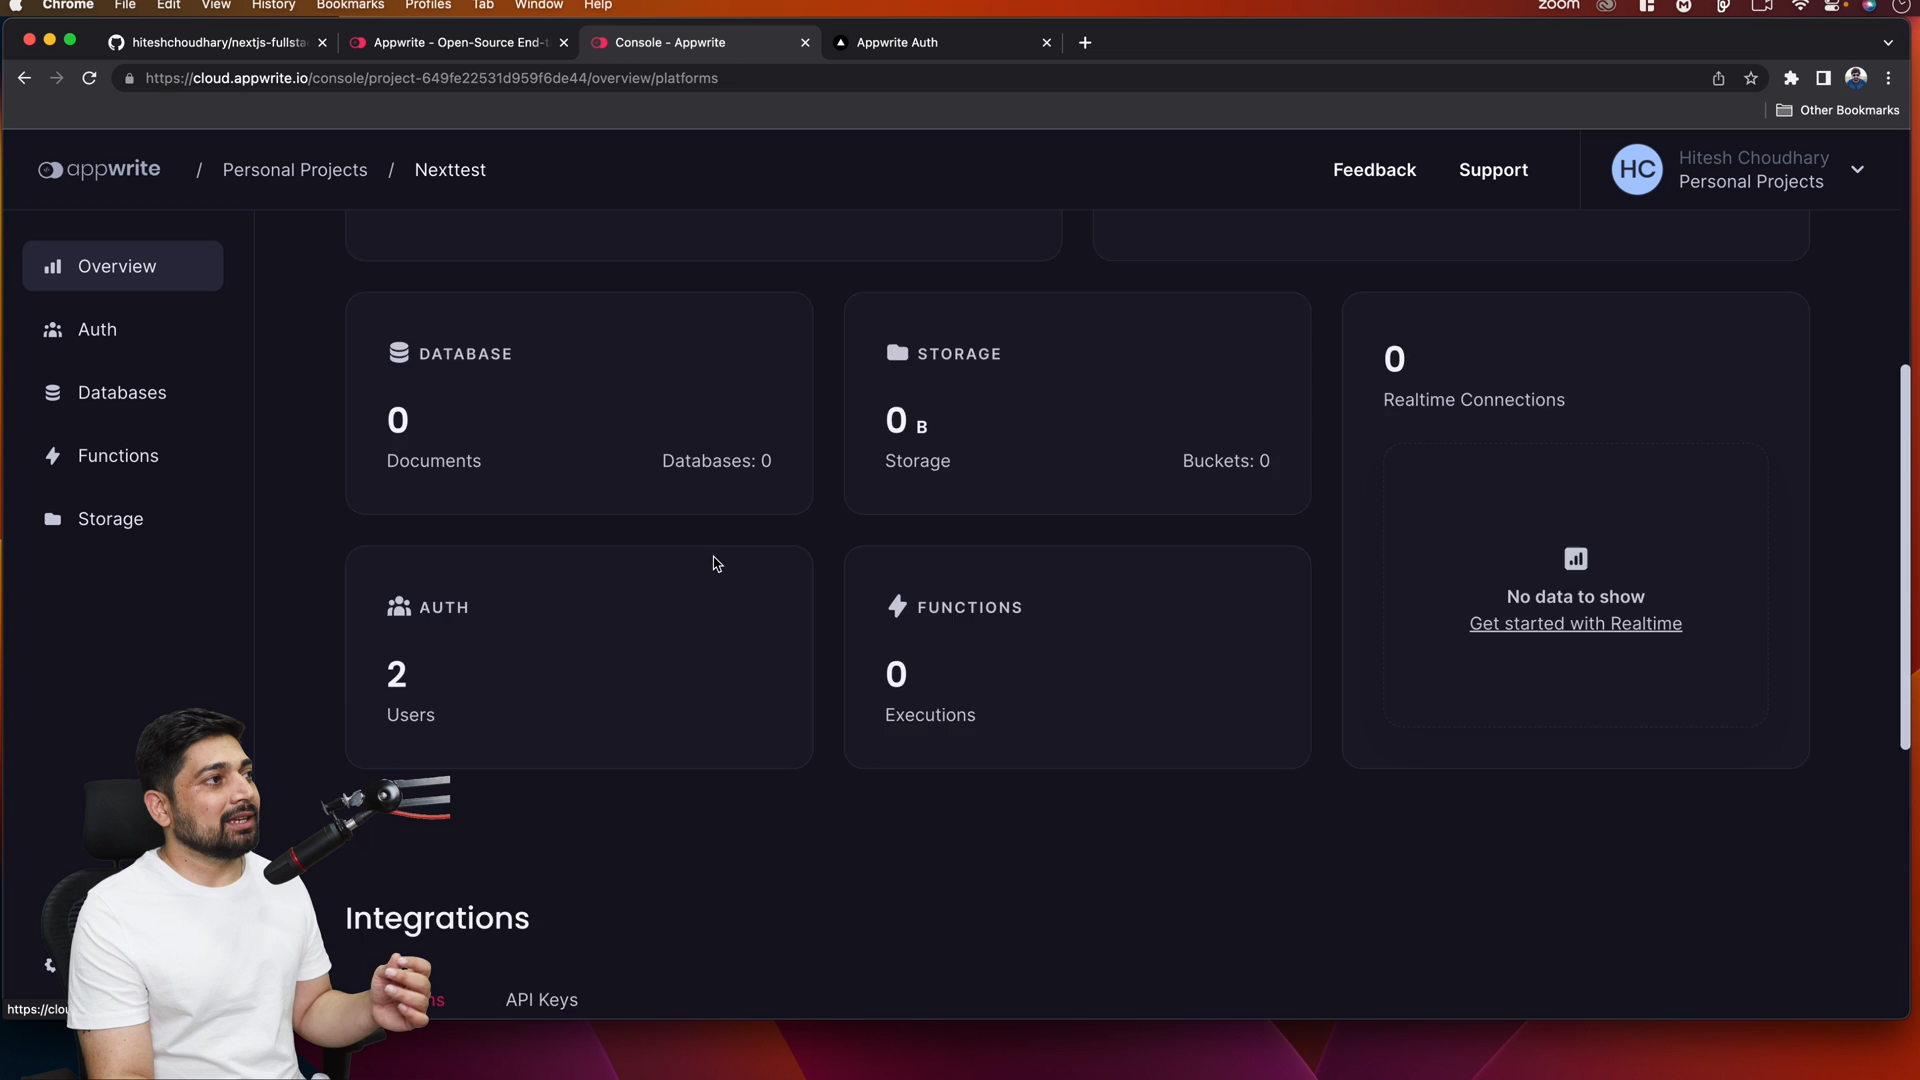 Chrome File Edit View History Bookmarks Profiles Tab Window Help
zoom
hiteshchoudhary/nextjs-fullsta
Appwrite - Open-Source End-t
Console - Appwrite
Appwrite Auth
https://cloud.appwrite.io/console/project-649fe22531d959f6de44/overview/platforms
Other Bookmarks
appwrite / Personal Projects / Nexttest
Feedback
Support
HC
Hitesh Choudhary
Personal Projects
Overview
Auth
Databases
Functions
Storage
DATABASE
0
Documents
Databases: 0
STORAGE
0 B
Storage
Buckets: 0
0
Realtime Connections
No data to show
Get started with Realtime
AUTH
2
Users
FUNCTIONS
0
Executions
Integrations
API Keys
https://clou